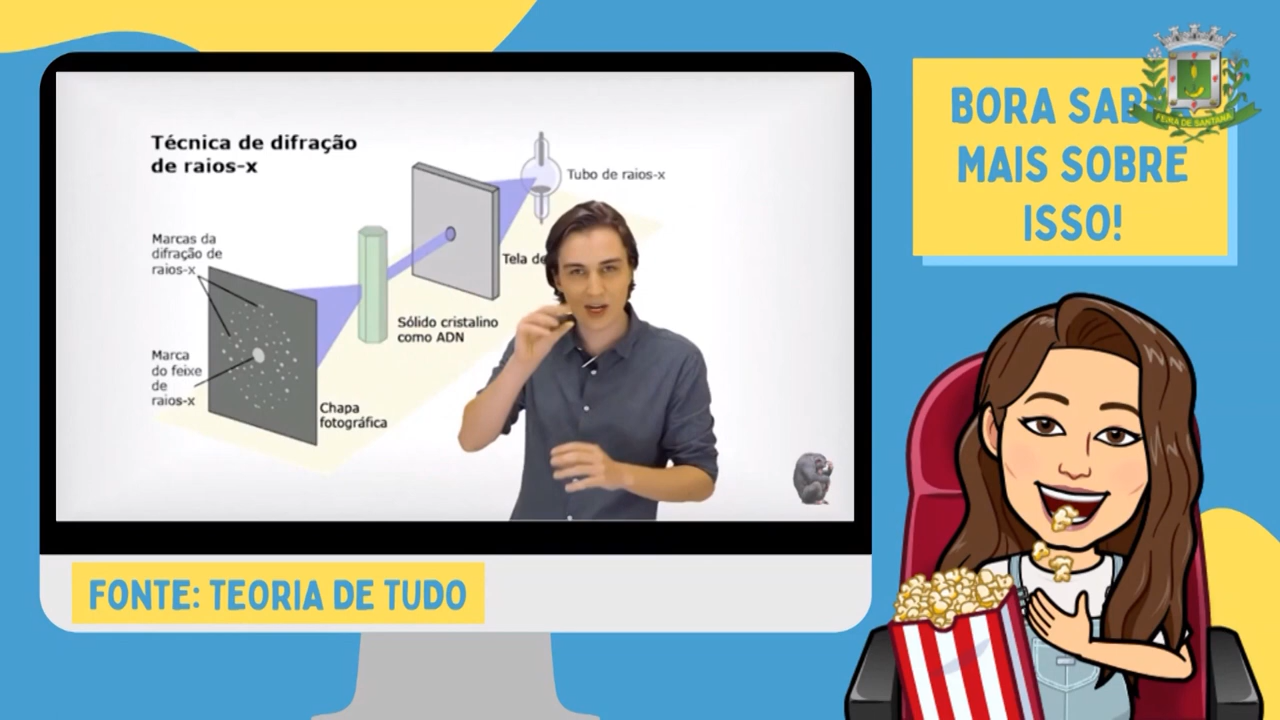 Técnica de difração
de raios-x
Tubo de raios-x
Marcas da
difração de
raios-x
Tela de
Sólido cristalino
como ADN
Marca
do feixe
de
raios-x
Chapa
fotográfica
FONTE: TEORIA DE TUDO
BORA
MAIS SOBRE
ISSO!
FEIRA DE SANTANA